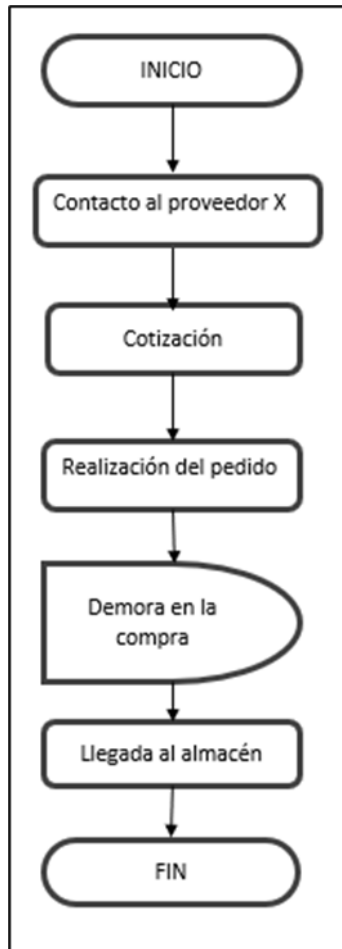 INICIO
Contacto al proveedor X
Cotización
Realización del pedido
Demora en la
compra
Llegada al almacén
FIN